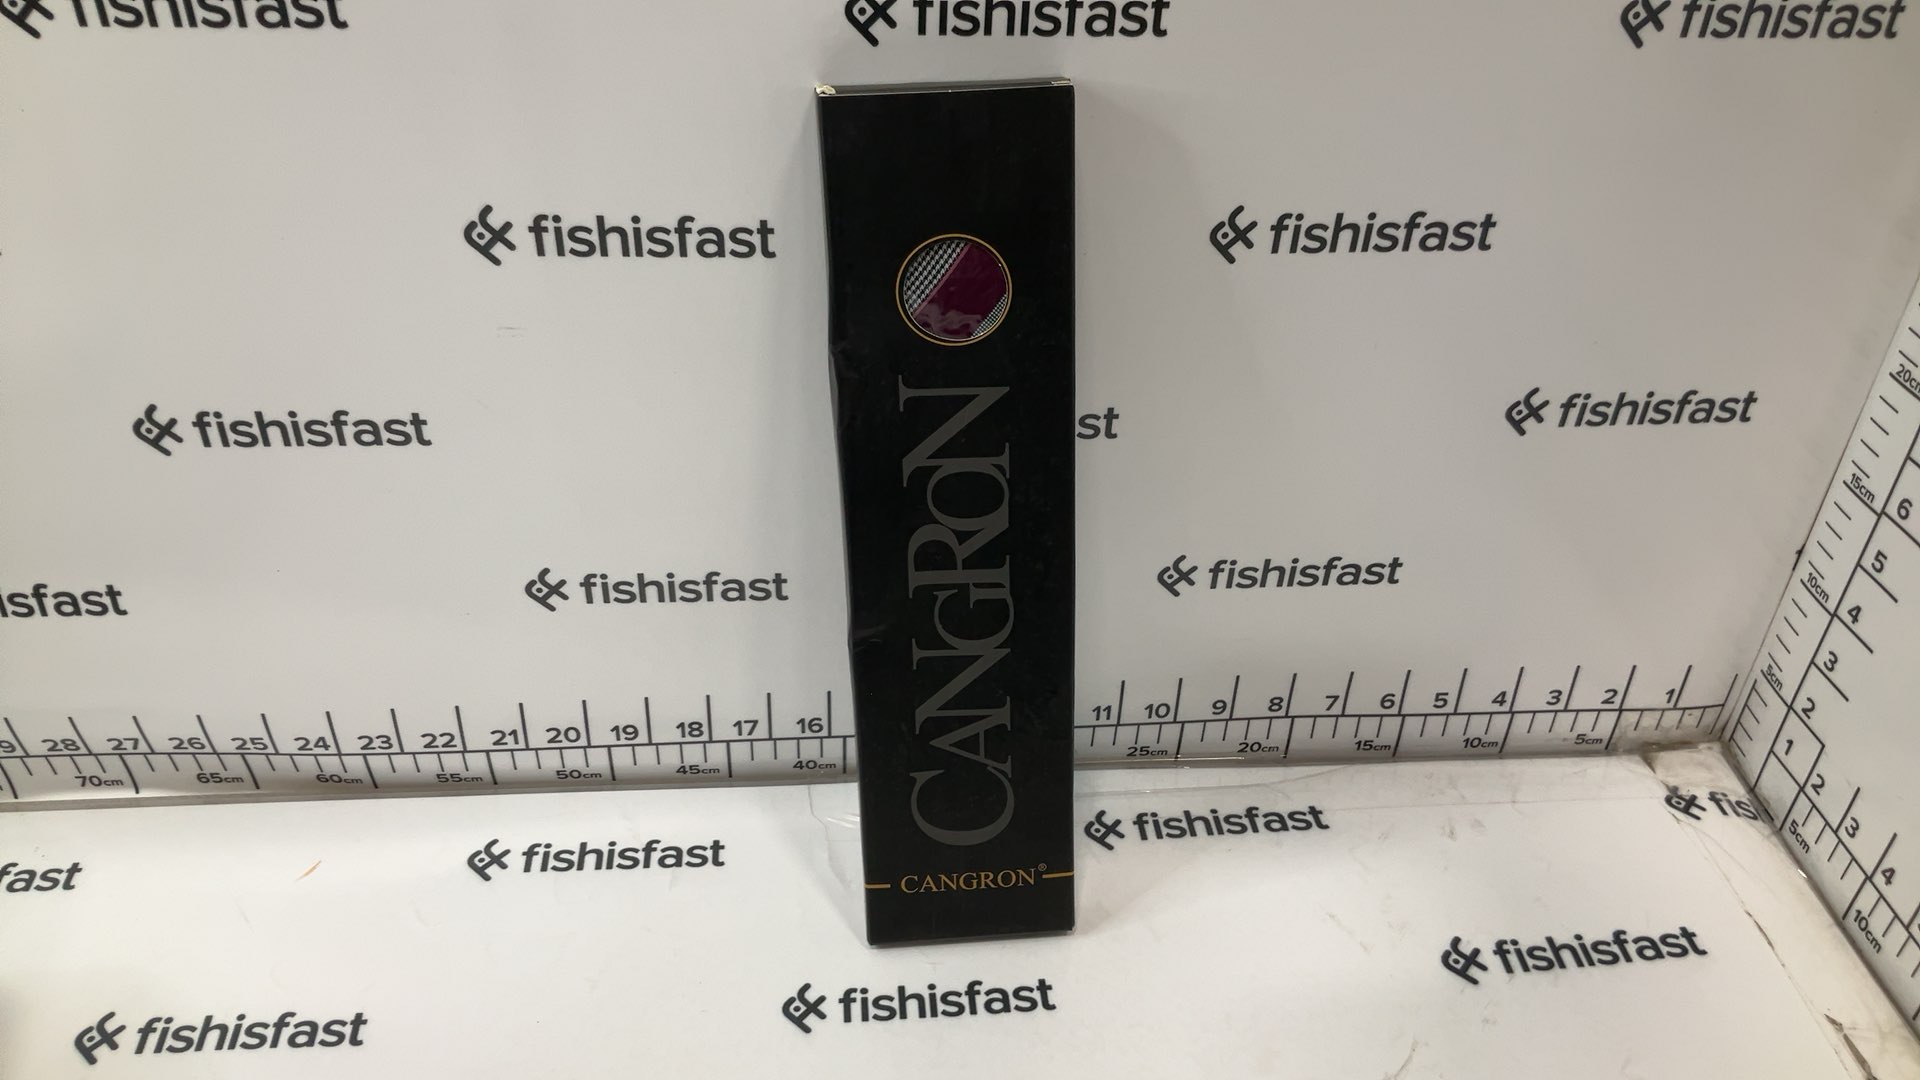 fishisfast
fishisfast
fishisfast
fishisfast
fishisfast
fishisfast
st
fishisfast
CANGRON
isfast
fishisfast
fishisfast
28 27 26 25 24 23 22 21 20 19 18 17 16
70cm 65cm 60cm 55cm 50cm 45cm 40cm
11 10 9 8 7 6 5 4 3 2 1
25cm 20cm 15cm 10cm 5cm
20cm 15cm 10cm 5cm
6 5 4 3 2 1
2 3 4
5cm 10cm
fast
fishisfast
fishisfast
fis
CANGRON®
fishisfast
fishisfast
fishisfast